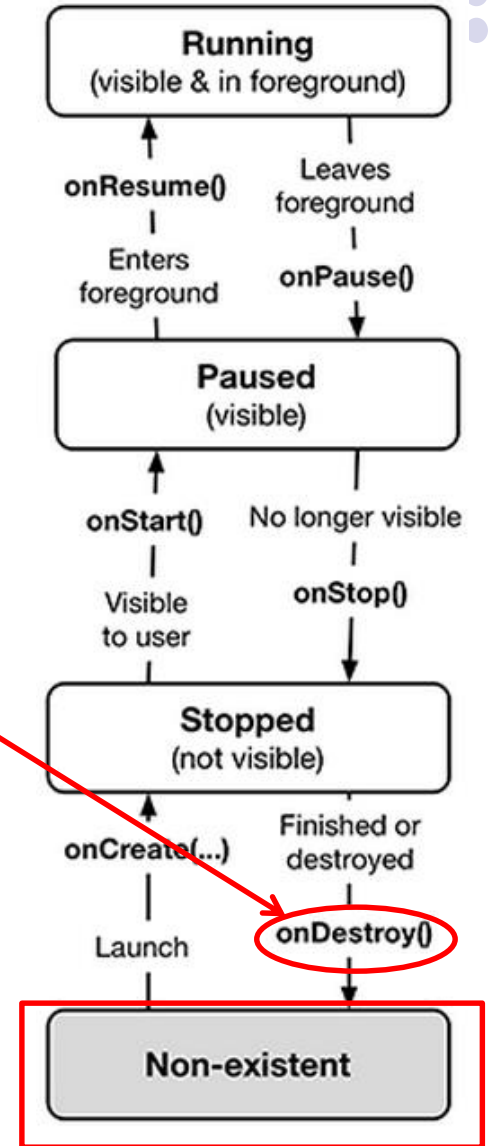 Running
(visible & in foreground)
onResume()
Enters
foreground
Leaves
foreground
onPause()
Paused
(visible)
onStart()
Visible
to user
No longer visible
onStop()
Stopped
(not visible)
onCreate(...)
Launch
Finished or
destroyed
onDestroy()
Non-existent